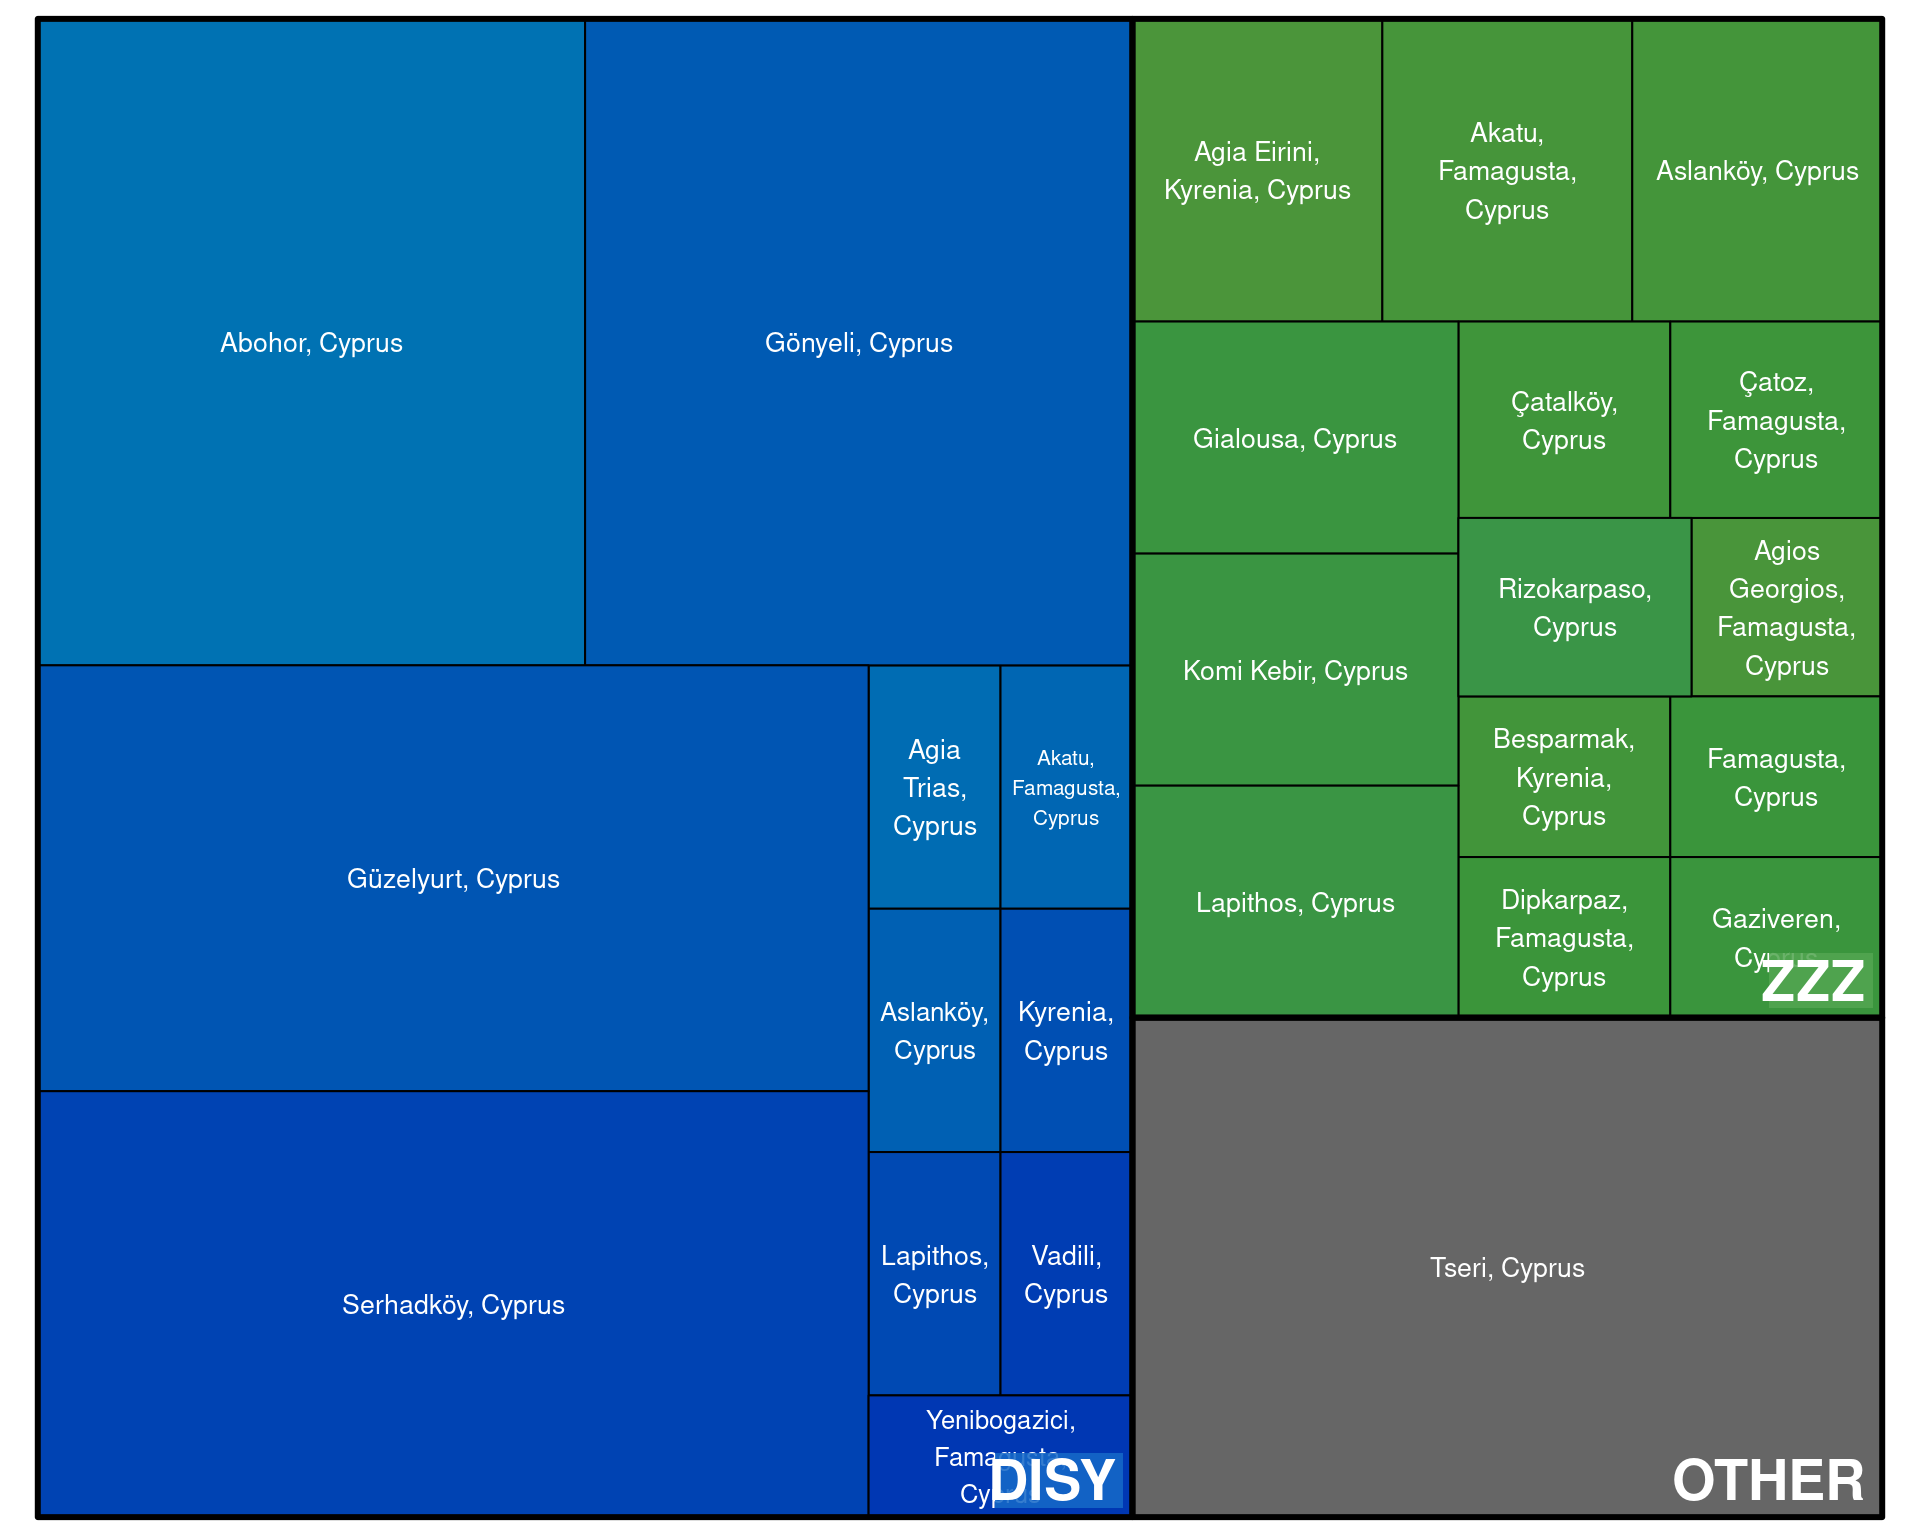 Abohor, Cyprus
Gönyeli, Cyprus
Güzelyurt, Cyprus
Serhadköy, Cyprus
Agia
Trias,
Cyprus
Akatu,
Famagusta,
Cyprus
Aslanköy,
Cyprus
Kyrenia,
Cyprus
Lapithos,
Cyprus
Vadili,
Cyprus
Yenibogazici,
Famagusta,
Cyprus
DISY
Agia Eirini,
Kyrenia, Cyprus
Akatu,
Famagusta,
Cyprus
Aslanköy, Cyprus
Gialousa, Cyprus
Komi Kebir, Cyprus
Lapithos, Cyprus
Çatalköy,
Cyprus
Çatoz,
Famagusta,
Cyprus
Rizokarpaso,
Cyprus
Agios
Georgios,
Famagusta,
Cyprus
Besparmak,
Kyrenia,
Cyprus
Famagusta,
Cyprus
Dipkarpaz,
Famagusta,
Cyprus
Gaziveren,
Cyprus
ZZZ
Tseri, Cyprus
OTHER